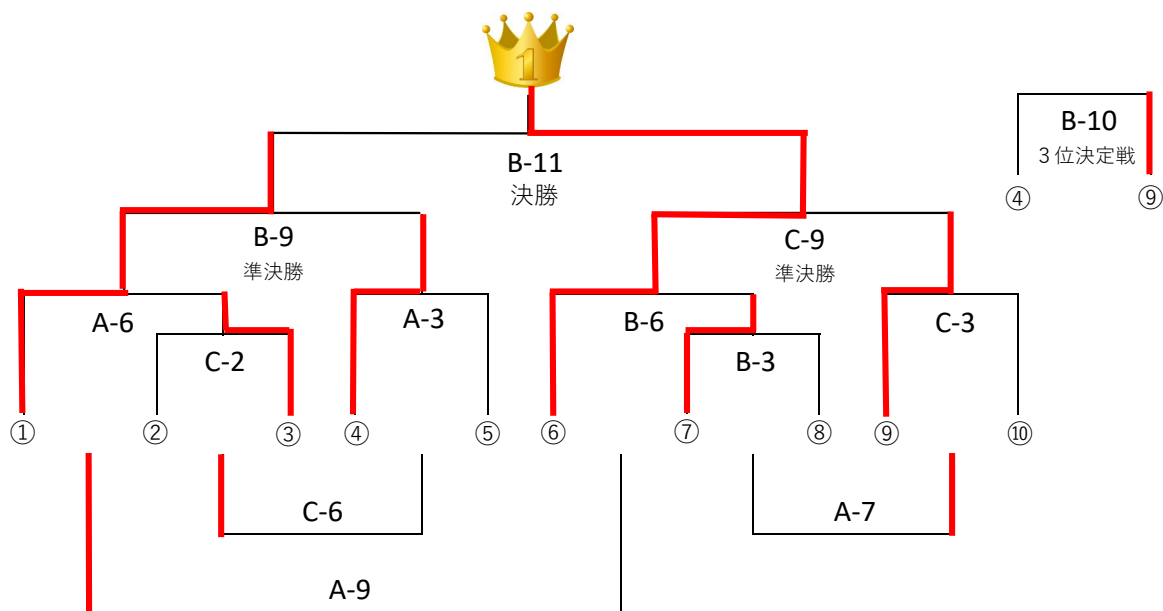 1
B-11
決勝
B-10
３位決定戦
④ ⑨
B-9
準決勝
C-9
準決勝
A-6
C-2
A-3
B-6
B-3
C-3
① ② ③ ④ ⑤ ⑥ ⑦ ⑧ ⑨ ⑩
C-6
A-7
A-9